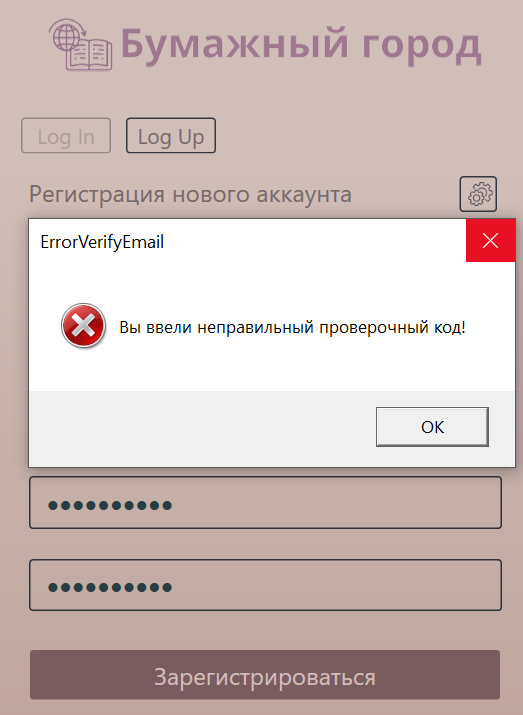 Бумажный город
Log In
Log Up
Регистрация нового аккаунта
ErrorVerifyEmail
Вы ввели неправильный проверочный код!
OK
••••••••••
••••••••••
Зарегистрироваться